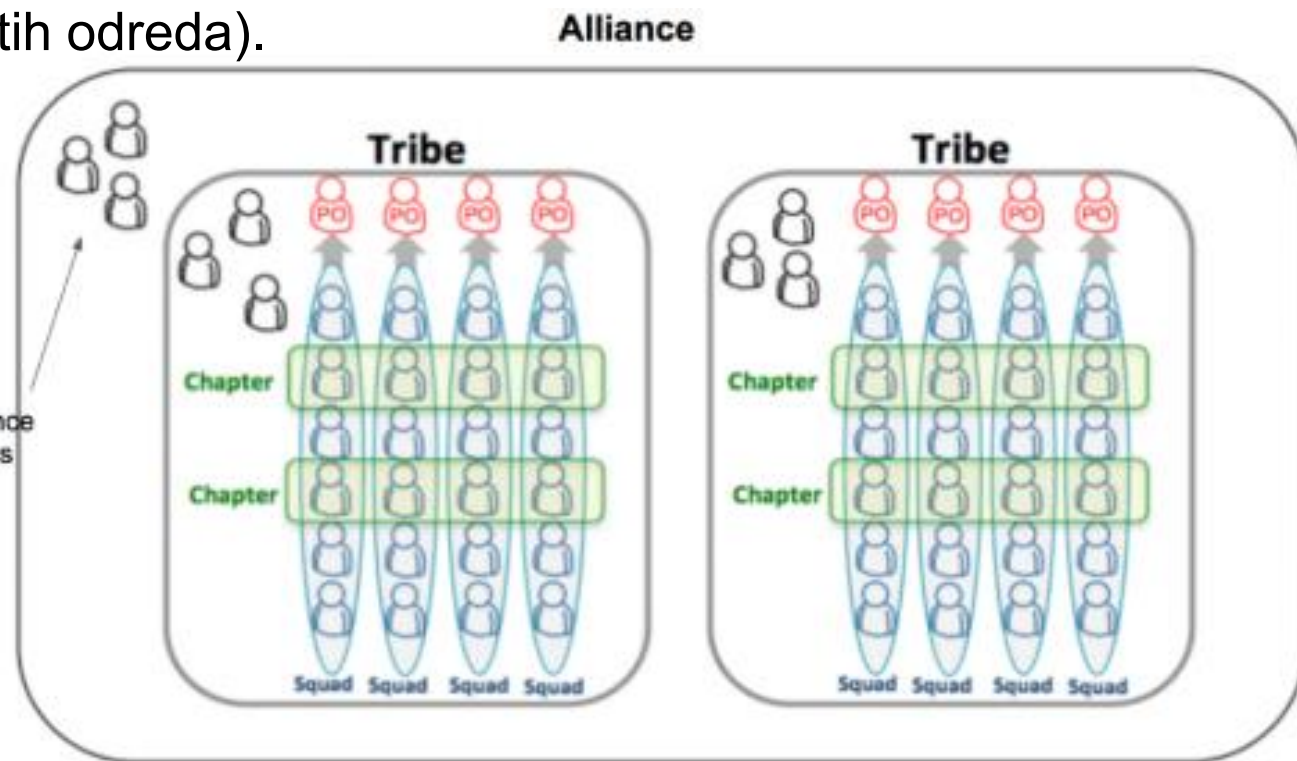 tih odreda).
Alliance
Tribe Tribe
PO PO PO PO PO PO PO PO
Chapter Chapter
nce
s
Chapter Chapter
Squad Squad Squad Squad Squad Squad Squad Squad